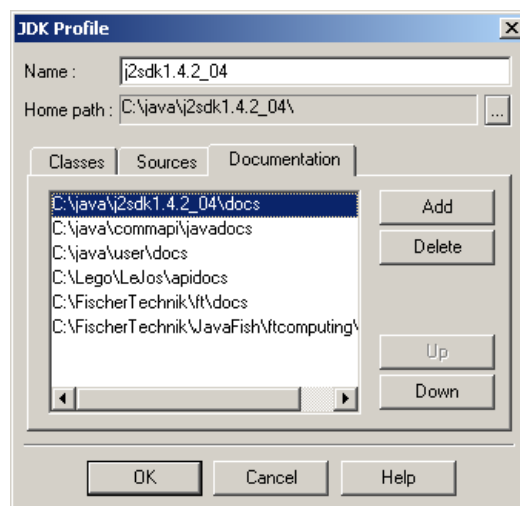 JDK Profile
Name : j2sdk1.4.2_04
Home path : C:\java\j2sdk1.4.2_04\ ...
Classes Sources Documentation
C:\java\j2sdk1.4.2_04\docs
C:\java\commapi\javadocs
C:\java\user\docs
C:\Lego\LeJos\apidocs
C:\FischerTechnik\ft\docs
C:\FischerTechnik\JavaFish\ftcomputing\
Add
Delete
Up
Down
OK Cancel Help